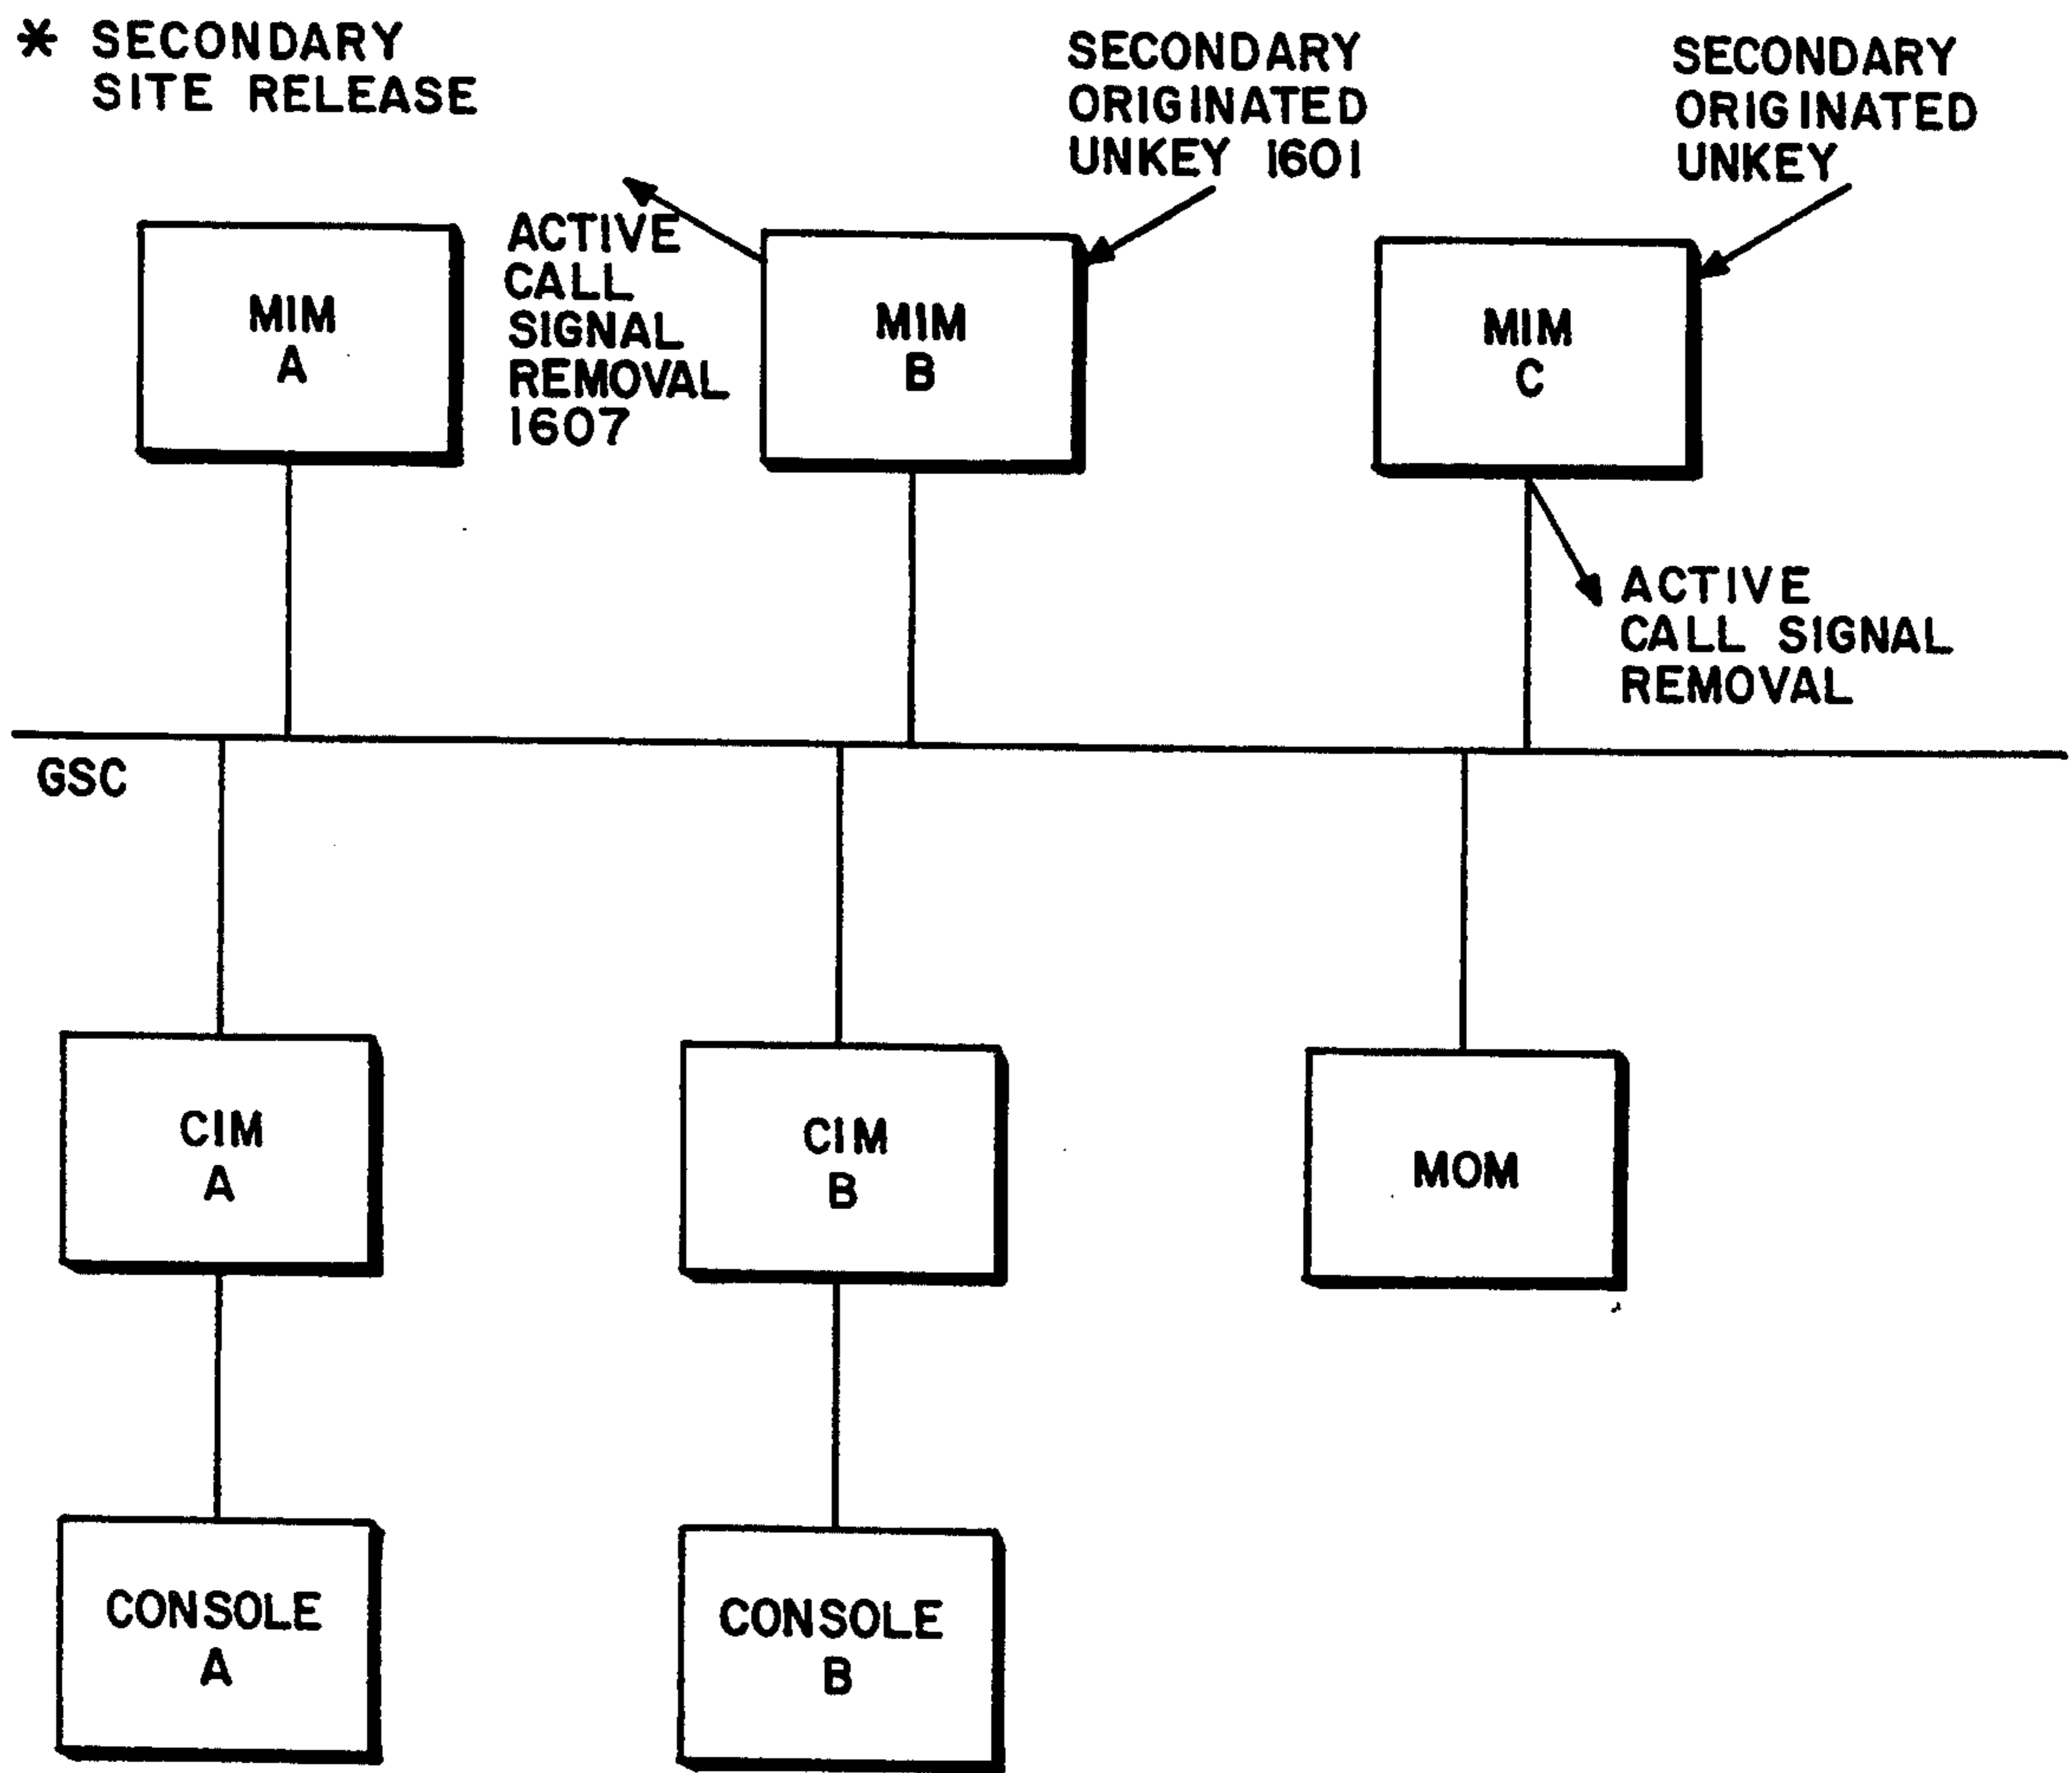 * SECONDARY
SITE RELEASE
SECONDARY
ORIGINATED
UNKEY 1601
SECONDARY
ORIGINATED
UNKEY
ACTIVE
CALL
SIGNAL
REMOVAL
1607
MIM
A
MIM
B
MIM
C
ACTIVE
CALL SIGNAL
REMOVAL
GSC
CIM
A
CIM
B
MOM
CONSOLE
A
CONSOLE
B